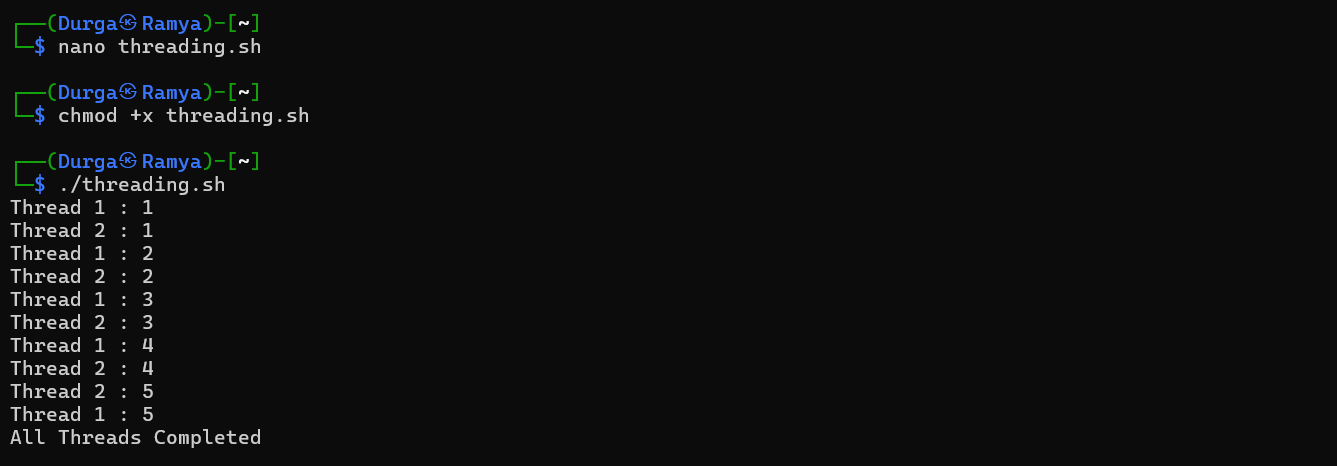 ┌──(Durga㉿Ramya)-[~]
└─$ nano threading.sh
┌──(Durga㉿Ramya)-[~]
└─$ chmod +x threading.sh
┌──(Durga㉿Ramya)-[~]
└─$ ./threading.sh
Thread 1 : 1
Thread 2 : 1
Thread 1 : 2
Thread 2 : 2
Thread 1 : 3
Thread 2 : 3
Thread 1 : 4
Thread 2 : 4
Thread 2 : 5
Thread 1 : 5
All Threads Completed